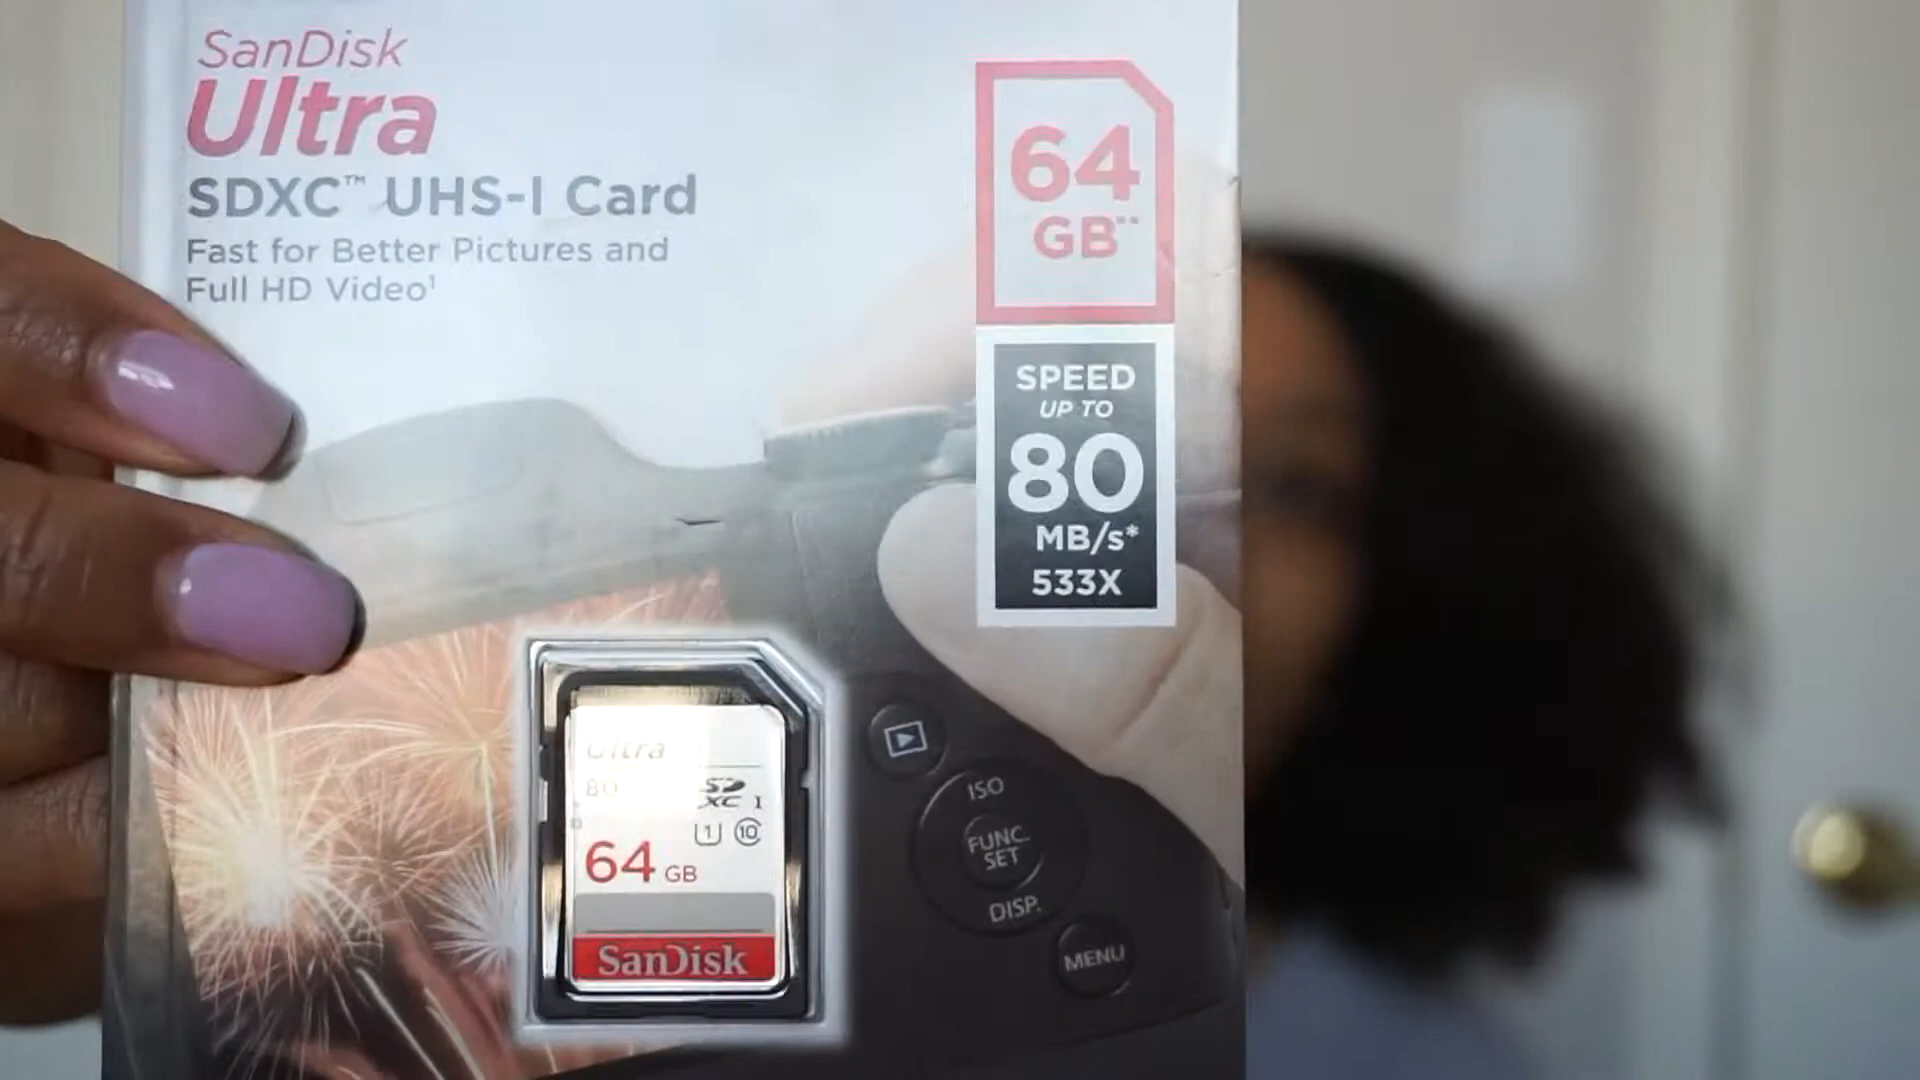 SanDisk
Ultra
SDXC™ UHS-I Card
Fast for Better Pictures and
Full HD Video¹
64
GB**
SPEED
UP TO
80
MB/s*
533X
Ultra
80
SD
XC I
1 10
64 GB
SanDisk
ISO
FUNC.
SET
DISP.
MENU